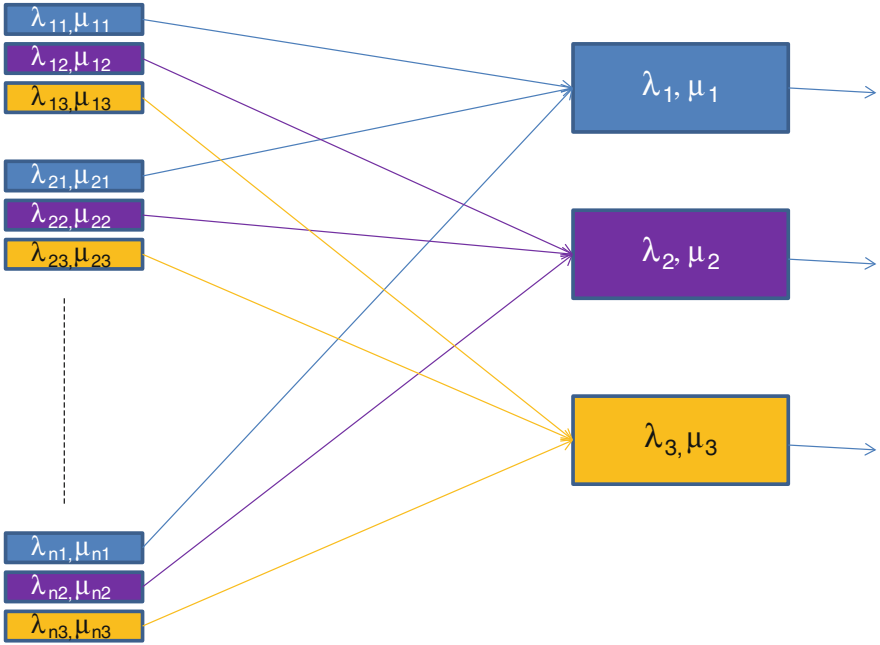 λ11,μ11
λ12,μ12
λ13,μ13
λ21,μ21
λ22,μ22
λ23,μ23
λn1,μn1
λn2,μn2
λn3,μn3
λ1, μ1
λ2, μ2
λ3, μ3